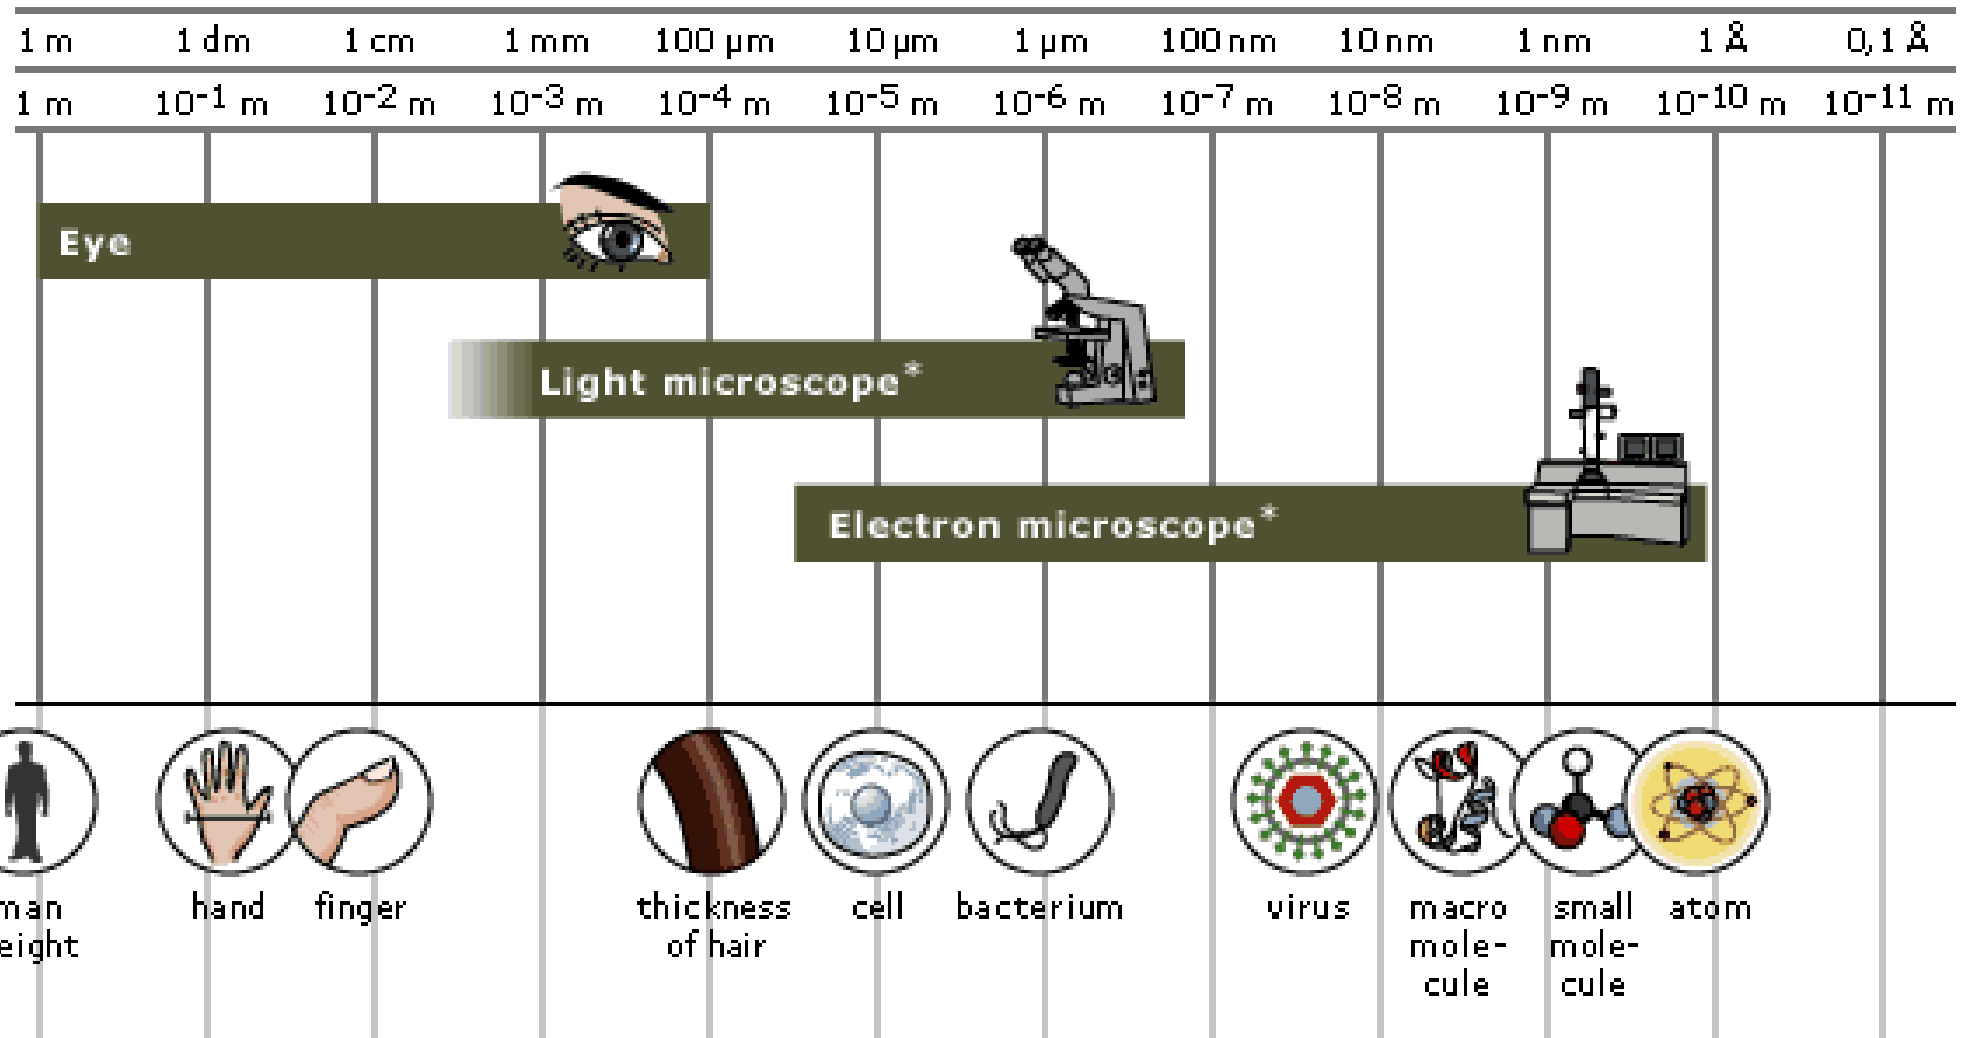 1 m 1 dm 1 cm 1 mm 100 µm 10 µm 1 µm 100 nm 10 nm 1 nm 1 Å 0,1 Å
1 m 10⁻¹ m 10⁻² m 10⁻³ m 10⁻⁴ m 10⁻⁵ m 10⁻⁶ m 10⁻⁷ m 10⁻⁸ m 10⁻⁹ m 10⁻¹⁰ m 10⁻¹¹ m
Eye
Light microscope*
Electron microscope*
man hand finger thickness cell bacterium virus macro small atom
eight of hair mole- mole-
cule cule